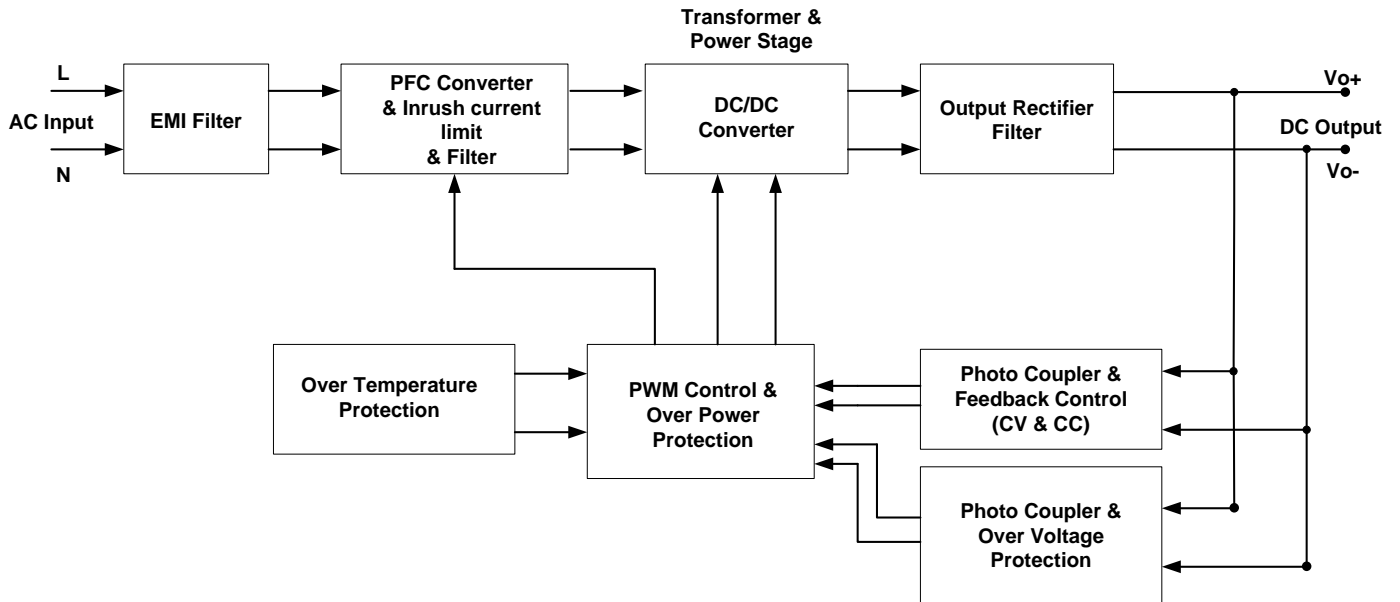 Transformer &
Power Stage
L
AC Input
N
EMI Filter
PFC Converter
& Inrush current
limit
& Filter
DC/DC
Converter
Output Rectifier
Filter
Vo+
DC Output
Vo-
Over Temperature
Protection
PWM Control &
Over Power
Protection
Photo Coupler &
Feedback Control
(CV & CC)
Photo Coupler &
Over Voltage
Protection